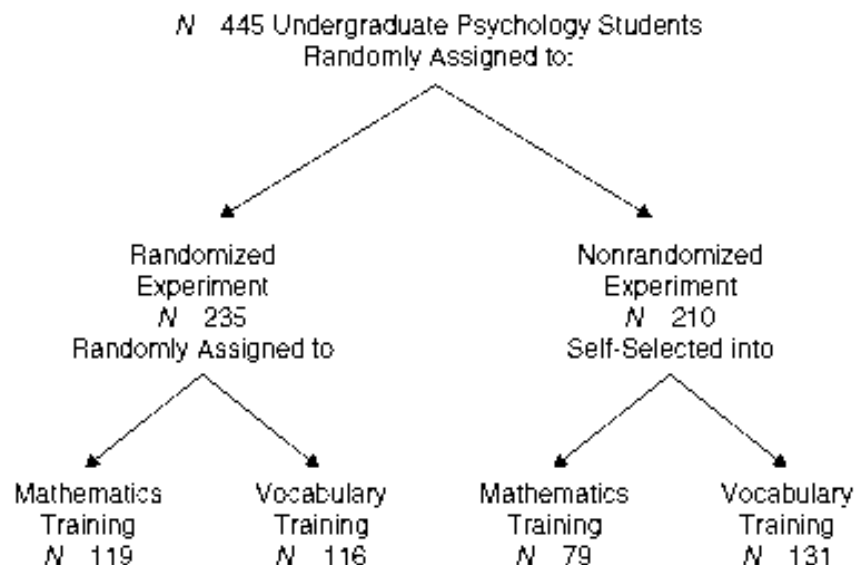 N 445 Undergraduate Psychology Students
Randomly Assigned to:
Randomized
Experiment
N 235
Randomly Assigned to
Nonrandomized
Experiment
N 210
Self-Selected into
Mathematics
Training
N 119
Vocabulary
Training
N 116
Mathematics
Training
N 79
Vocabulary
Training
N 131